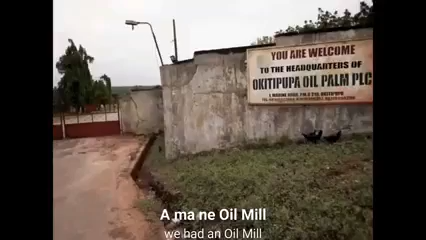 YOU ARE WELCOME
TO THE HEADQUARTERS OF
OKITIPUPA OIL PALM PLC
A ma ne Oil Mill
we had an Oil Mill